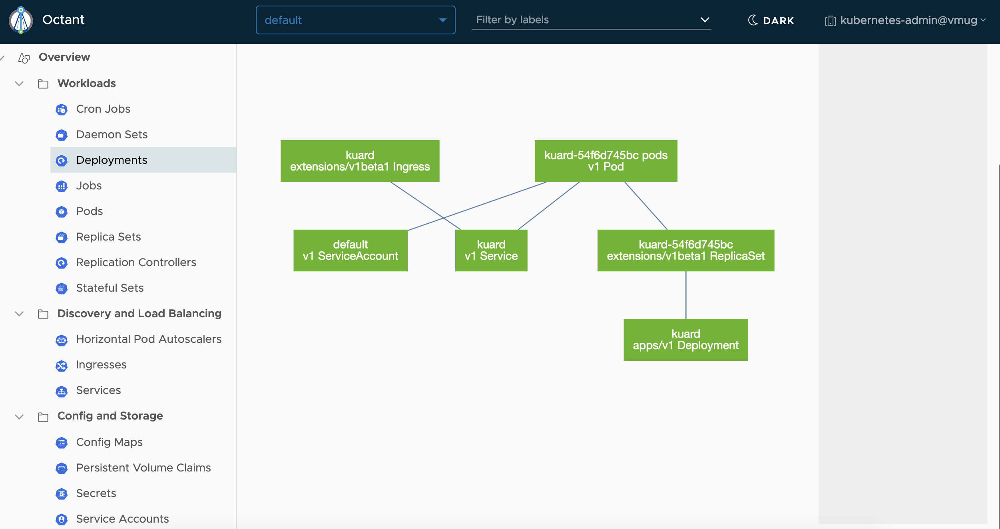 Octant
default
Filter by labels
DARK
kubernetes-admin@vmug
Overview
Workloads
Cron Jobs
Daemon Sets
Deployments
Jobs
Pods
Replica Sets
Replication Controllers
Stateful Sets
Discovery and Load Balancing
Horizontal Pod Autoscalers
Ingresses
Services
Config and Storage
Config Maps
Persistent Volume Claims
Secrets
Service Accounts
kuard
extensions/v1beta1 Ingress
kuard-54f6d745bc pods
v1 Pod
default
v1 ServiceAccount
kuard
v1 Service
kuard-54f6d745bc
extensions/v1beta1 ReplicaSet
kuard
apps/v1 Deployment